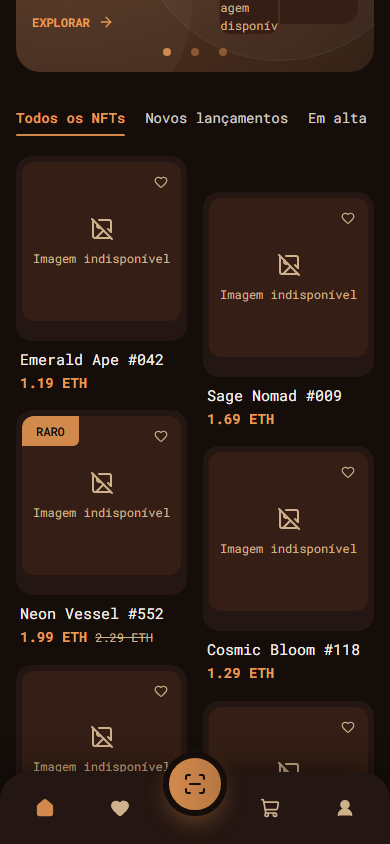 EXPLORAR
agem
disponív
Todos os NFTs
Novos lançamentos
Em alta
Imagem indisponível
Emerald Ape #042
1.19 ETH
Imagem indisponível
Sage Nomad #009
1.69 ETH
RARO
Imagem indisponível
Neon Vessel #552
1.99 ETH 2.29 ETH
Imagem indisponível
Cosmic Bloom #118
1.29 ETH
Imagem indisponível